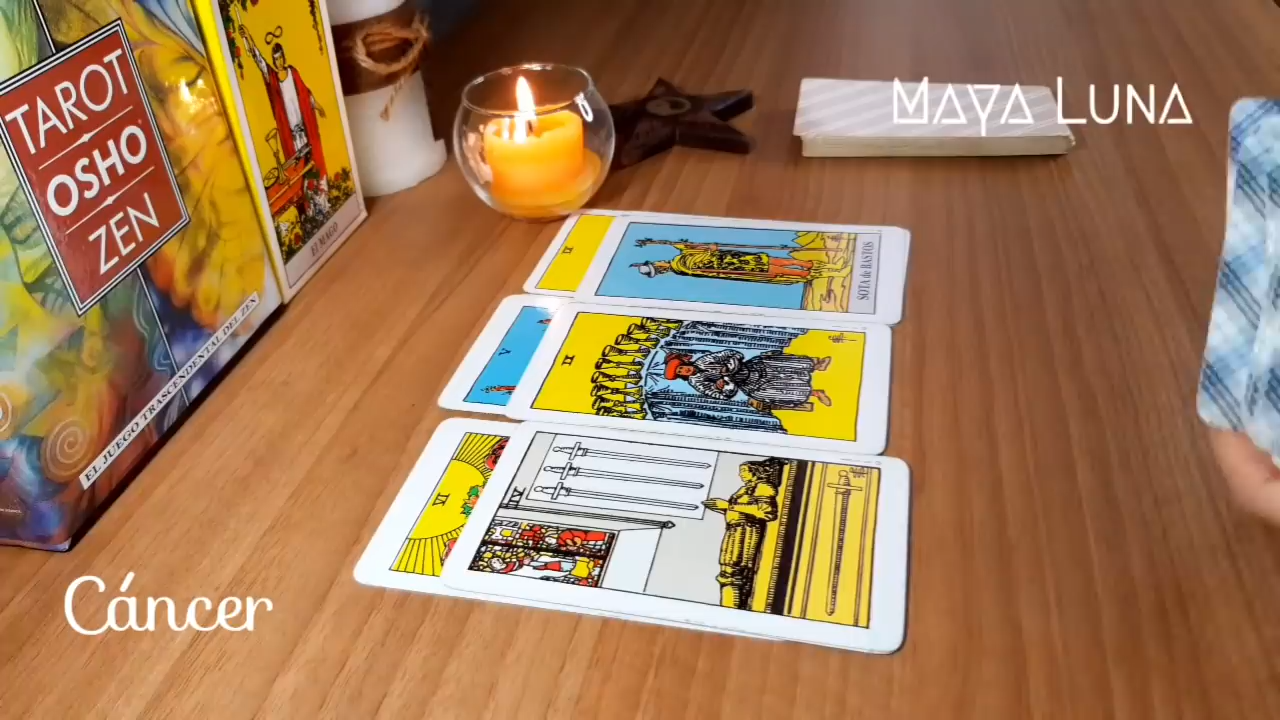 TAROT
OSHO
ZEN
EL JUEGO TRASCENDENTAL DEL ZEN
EL MAGO
MAYA LUNA
SOTA de BASTOS
V
Cáncer